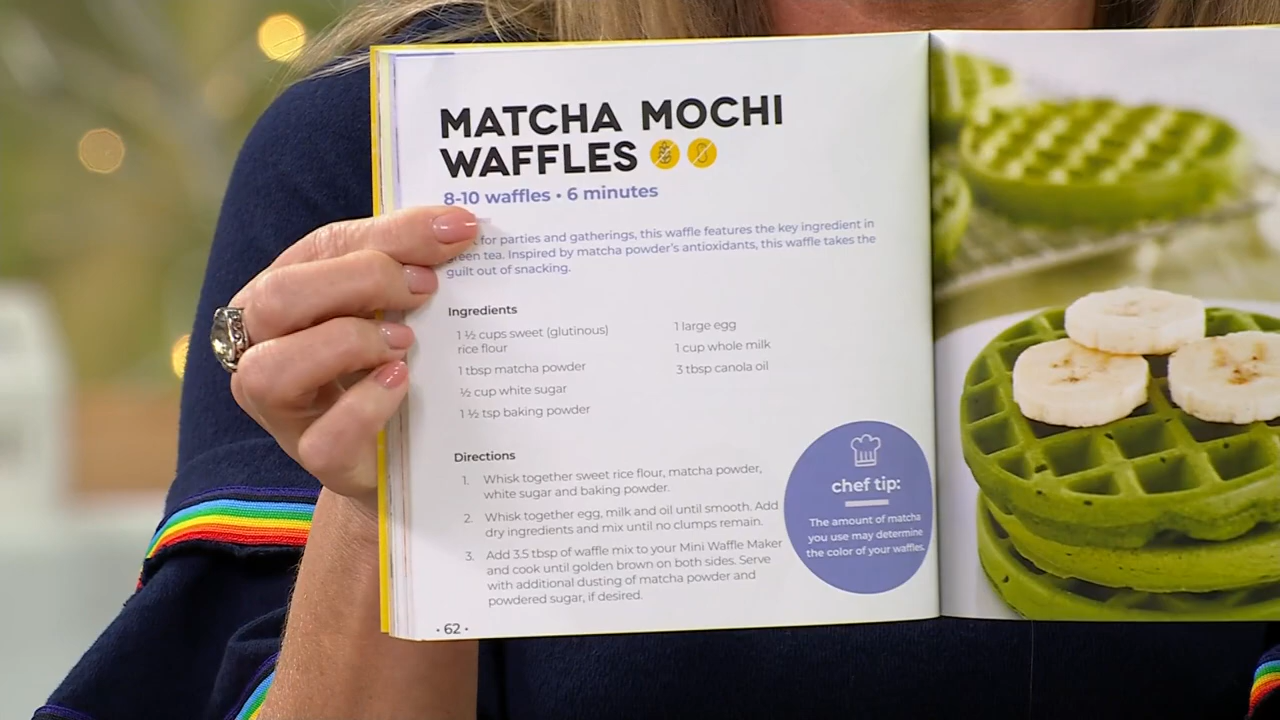 MATCHA MOCHI
WAFFLES
8-10 waffles • 6 minutes
for parties and gatherings, this waffle features the key ingredient in
green tea. Inspired by matcha powder's antioxidants, this waffle takes the
guilt out of snacking.
Ingredients
1 ½ cups sweet (glutinous)
rice flour
1 tbsp matcha powder
½ cup white sugar
1 ½ tsp baking powder
1 large egg
1 cup whole milk
3 tbsp canola oil
Directions
1. Whisk together sweet rice flour, matcha powder,
white sugar and baking powder.
2. Whisk together egg, milk and oil until smooth. Add
dry ingredients and mix until no clumps remain.
3. Add 3.5 tbsp of waffle mix to your Mini Waffle Maker
and cook until golden brown on both sides. Serve
with additional dusting of matcha powder and
powdered sugar, if desired.
chef tip:
The amount of matcha
you use may determine
the color of your waffles.
• 62 •